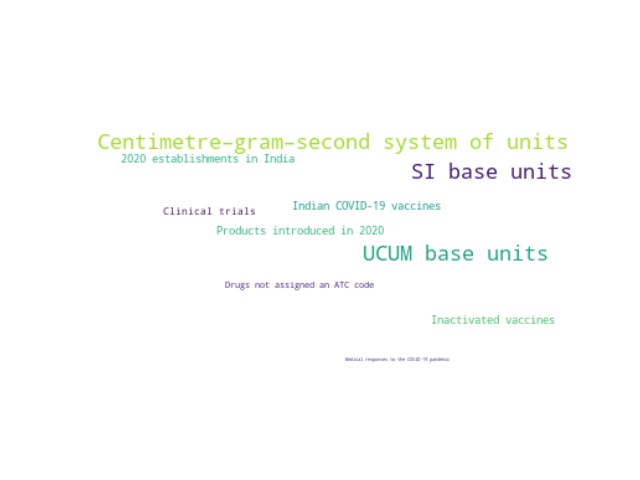 Centimetre–gram–second system of units
2020 establishments in India
SI base units
Indian COVID-19 vaccines
Clinical trials
Products introduced in 2020
UCUM base units
Drugs not assigned an ATC code
Inactivated vaccines
Medical responses to the COVID-19 pandemic